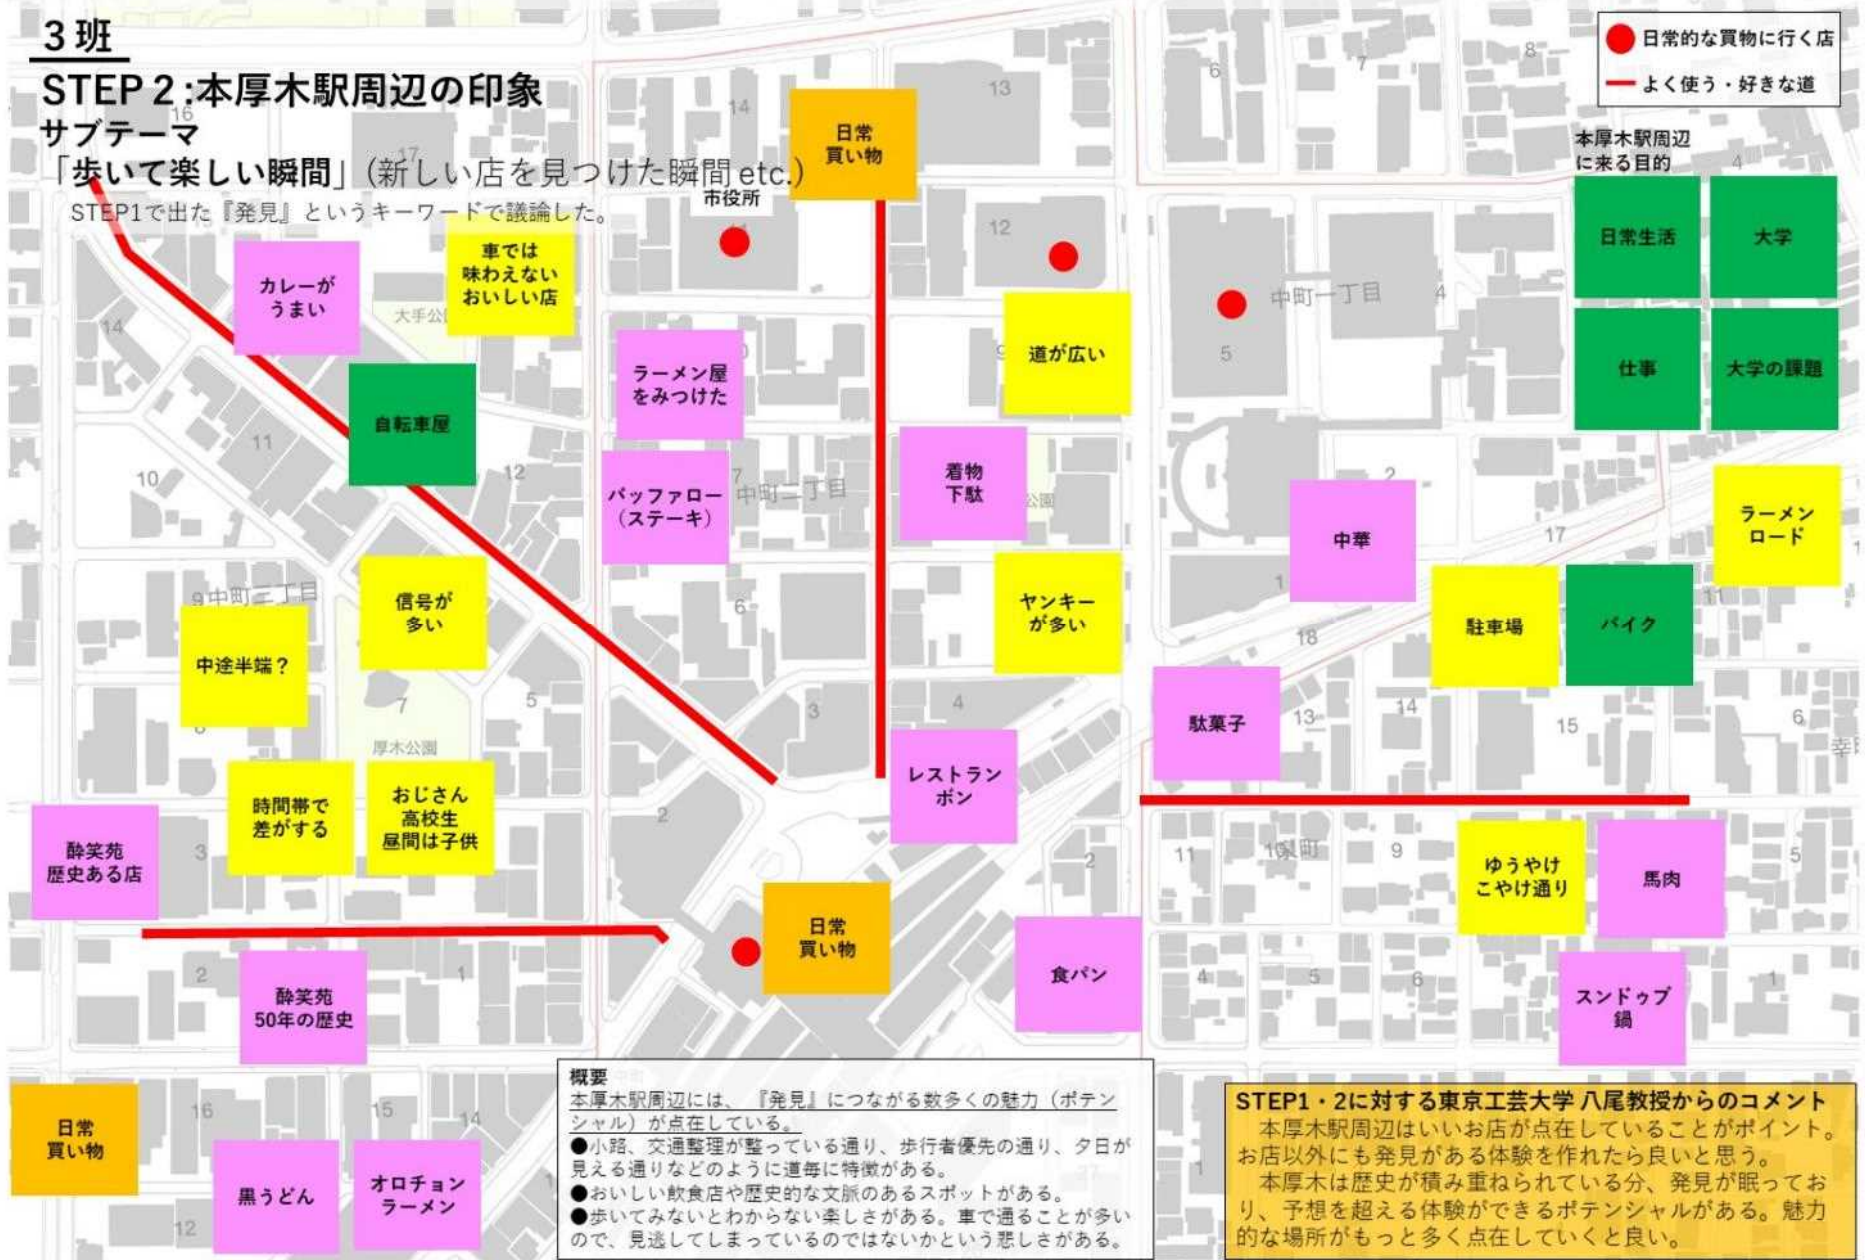 3班
STEP 2:本厚木駅周辺の印象
サブテーマ
「歩いて楽しい瞬間」(新しい店を見つけた瞬間 etc.)
STEP1で出た『発見』というキーワードで議論した。
日常的な買物に行く店
よく使う・好きな道
本厚木駅周辺
に来る目的
日常生活
大学
仕事
大学の課題
日常
買い物
市役所
カレーが
うまい
車では
味わえない
おいしい店
大手公
自転車屋
ラーメン屋
をみつけた
バッファロー
(ステーキ)
中町二丁目
道が広い
着物
下駄
公園
中町一丁目
中華
ラーメン
ロード
駐車場
バイク
ヤンキー
が多い
信号が
多い
中町三丁目
中途半端?
厚木公園
時間帯で
差がする
おじさん
高校生
昼間は子供
酔笑苑
歴史ある店
酔笑苑
50年の歴史
レストラン
ボン
駄菓子
日常
買い物
食パン
泉町
ゆうやけ
こやけ通り
馬肉
スンドゥブ
鍋
日常
買い物
黒うどん
オロチョン
ラーメン
概要
本厚木駅周辺には、『発見』につながる数多くの魅力(ポテン
シャル)が点在している。
●小路、交通整理が整っている通り、歩行者優先の通り、夕日が
見える通りなどのように道毎に特徴がある。
●おいしい飲食店や歴史的な文脈のあるスポットがある。
●歩いてみないとわからない楽しさがある。車で通ることが多い
ので、見逃してしまっているのではないかという悲しさがある。
STEP1・2に対する東京工芸大学 八尾教授からのコメント
本厚木駅周辺はいいお店が点在していることがポイント。
お店以外にも発見がある体験を作れたら良いと思う。
本厚木は歴史が積み重ねられている分、発見が眠ってお
り、予想を超える体験ができるポテンシャルがある。魅力
的な場所がもっと多く点在していくと良い。